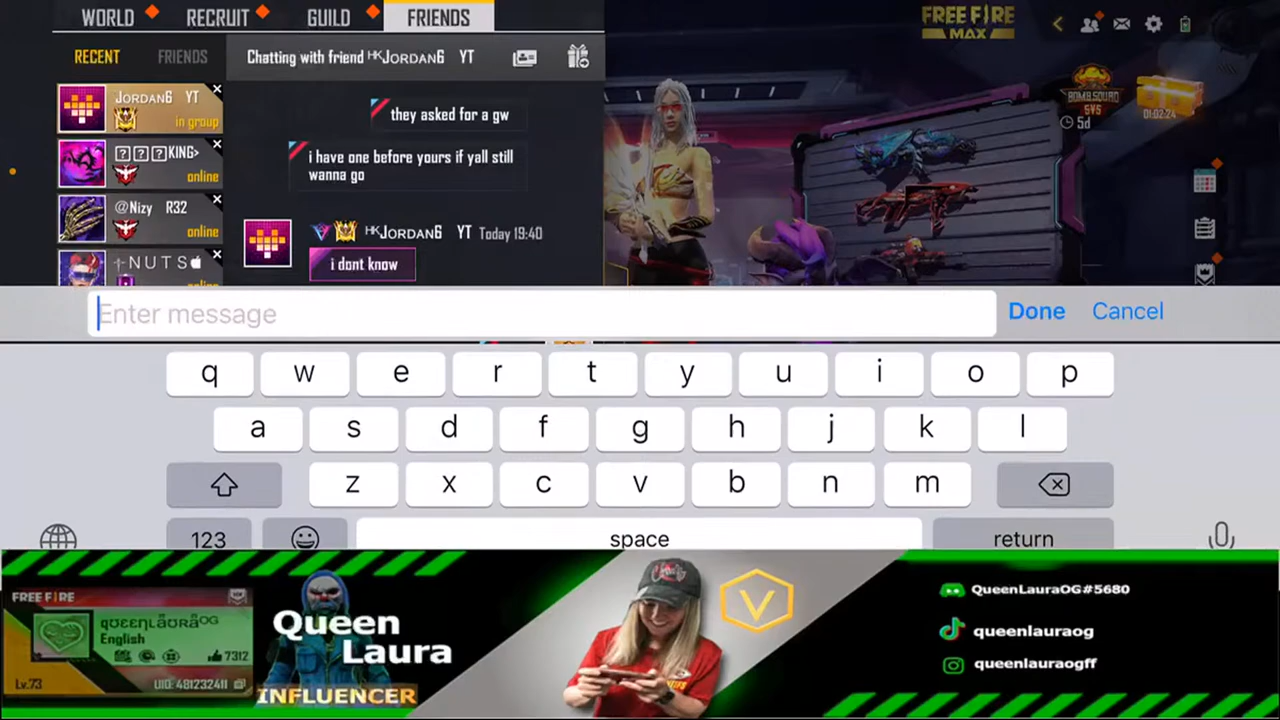 WORLD
RECRUIT
GUILD
FRIENDS
FREE FIRE
MAX
RECENT
FRIENDS
Chatting with friend HKJORDAN6 YT
JORDAN6 YT
in group
KING>
online
@Nizy R32
online
NUTS
they asked for a gw
i have one before yours if yall still
wanna go
HKJORDAN6 YT Today 19:40
i dont know
BOMB SQUAD
5V5
5d
01:02:24
Enter message
Done
Cancel
q w e r t y u i o p
a s d f g h j k l
z x c v b n m
123
space
return
FREE FIRE
English
7312
Lv.73
UID: 481232411
Queen
Laura
INFLUENCER
V
QueenLauraOG#5680
queenlauraog
queenlauraogff